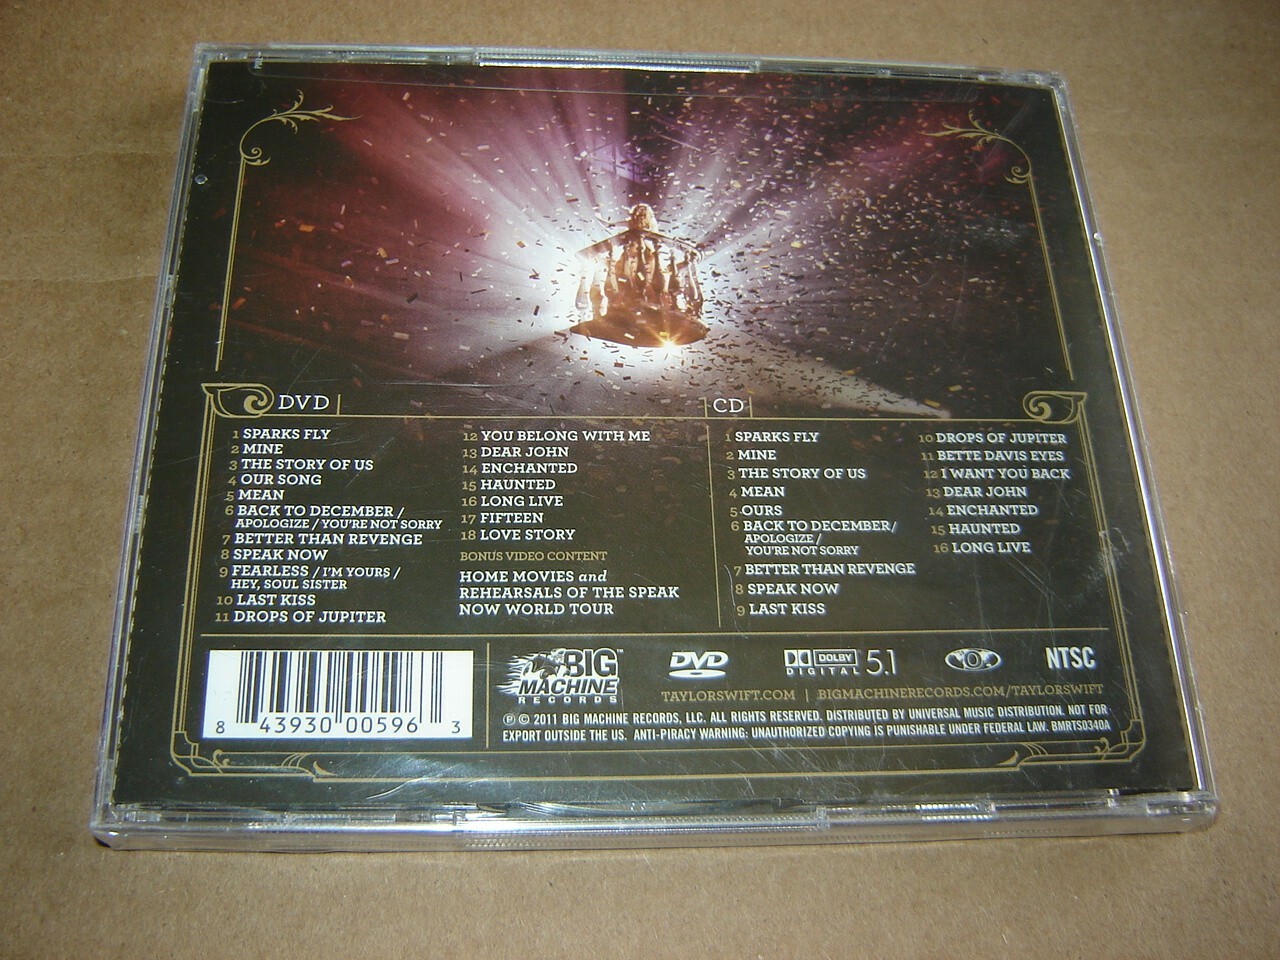 DVD
1 SPARKS FLY
2 MINE
3 THE STORY OF US
4 OUR SONG
5 MEAN
6 BACK TO DECEMBER /
APOLOGIZE / YOU'RE NOT SORRY
7 BETTER THAN REVENGE
8 SPEAK NOW
9 FEARLESS / I'M YOURS /
HEY, SOUL SISTER
10 LAST KISS
11 DROPS OF JUPITER
12 YOU BELONG WITH ME
13 DEAR JOHN
14 ENCHANTED
15 HAUNTED
16 LONG LIVE
17 FIFTEEN
18 LOVE STORY
BONUS VIDEO CONTENT
HOME MOVIES and
REHEARSALS OF THE SPEAK
NOW WORLD TOUR
CD
1 SPARKS FLY
2 MINE
3 THE STORY OF US
4 MEAN
5 OURS
6 BACK TO DECEMBER/
APOLOGIZE /
YOU'RE NOT SORRY
7 BETTER THAN REVENGE
8 SPEAK NOW
9 LAST KISS
10 DROPS OF JUPITER
11 BETTE DAVIS EYES
12 I WANT YOU BACK
13 DEAR JOHN
14 ENCHANTED
15 HAUNTED
16 LONG LIVE
8 43930 00596 3
BIG MACHINE RECORDS
DVD
DOLBY DIGITAL 5.1
0
NTSC
TAYLORSWIFT.COM | BIGMACHINERECORDS.COM/TAYLORSWIFT
℗ © 2011 BIG MACHINE RECORDS, LLC. ALL RIGHTS RESERVED. DISTRIBUTED BY UNIVERSAL MUSIC DISTRIBUTION. NOT FOR
EXPORT OUTSIDE THE US. ANTI-PIRACY WARNING: UNAUTHORIZED COPYING IS PUNISHABLE UNDER FEDERAL LAW. BMRTS0340A